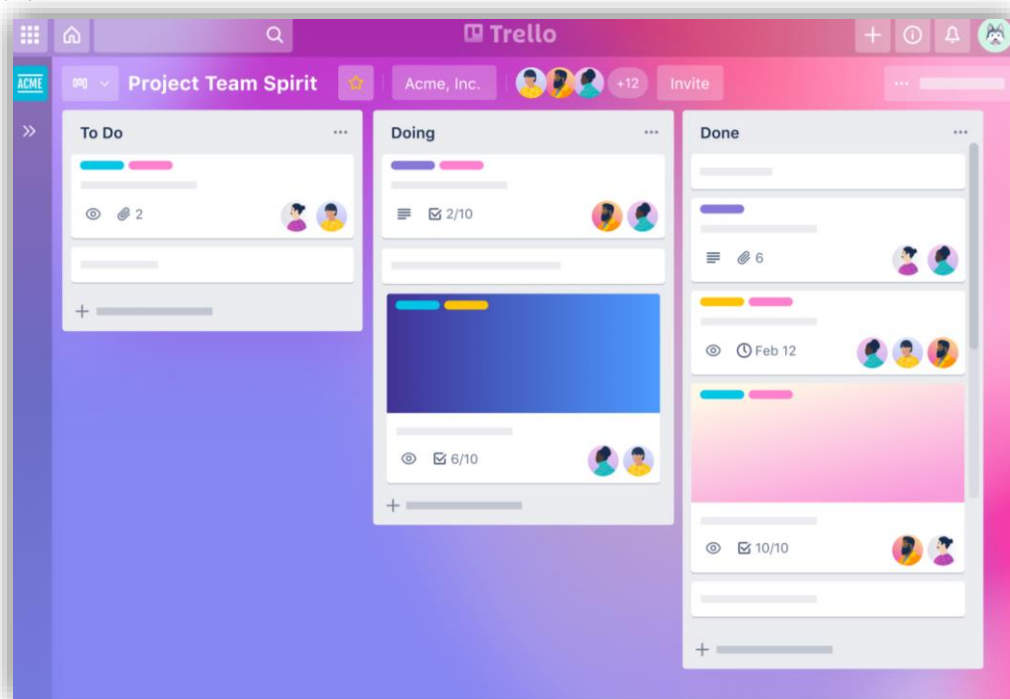 Trello
ACME
Project Team Spirit
Acme, Inc.
+12
Invite
To Do
2
Doing
2/10
6/10
Done
6
Feb 12
10/10